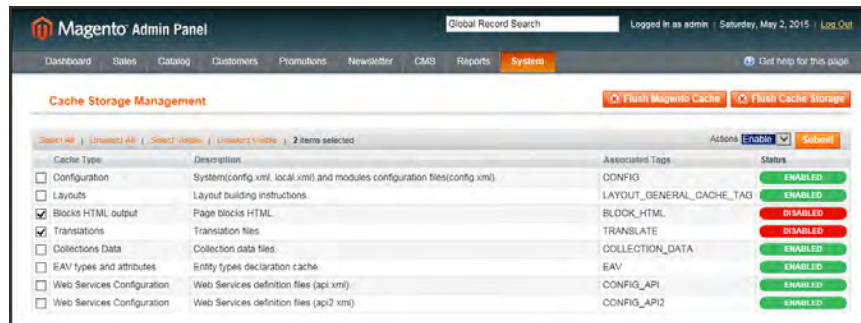 Magento Admin Panel
Global Record Search
Logged in as admin | Saturday, May 2, 2015 | Log Out
Dashboard Sales Catalog Customers Promotions Newsletter CMS Reports System
Get help for this page
Cache Storage Management
Flush Magento Cache
Flush Cache Storage
Select All | Unselect All | Select Visible | Unselect Visible | 2 items selected
Actions Enable Submit
Cache Type Description Associated Tags Status
Configuration System(config.xml, local.xml) and modules configuration files(config.xml). CONFIG ENABLED
Layouts Layout building instructions. LAYOUT_GENERAL_CACHE_TAG ENABLED
Blocks HTML output Page blocks HTML. BLOCK_HTML DISABLED
Translations Translation files. TRANSLATE DISABLED
Collections Data Collection data files. COLLECTION_DATA ENABLED
EAV types and attributes Entity types declaration cache. EAV ENABLED
Web Services Configuration Web Services definition files (api.xml). CONFIG_API ENABLED
Web Services Configuration Web Services definition files (api2.xml). CONFIG_API2 ENABLED